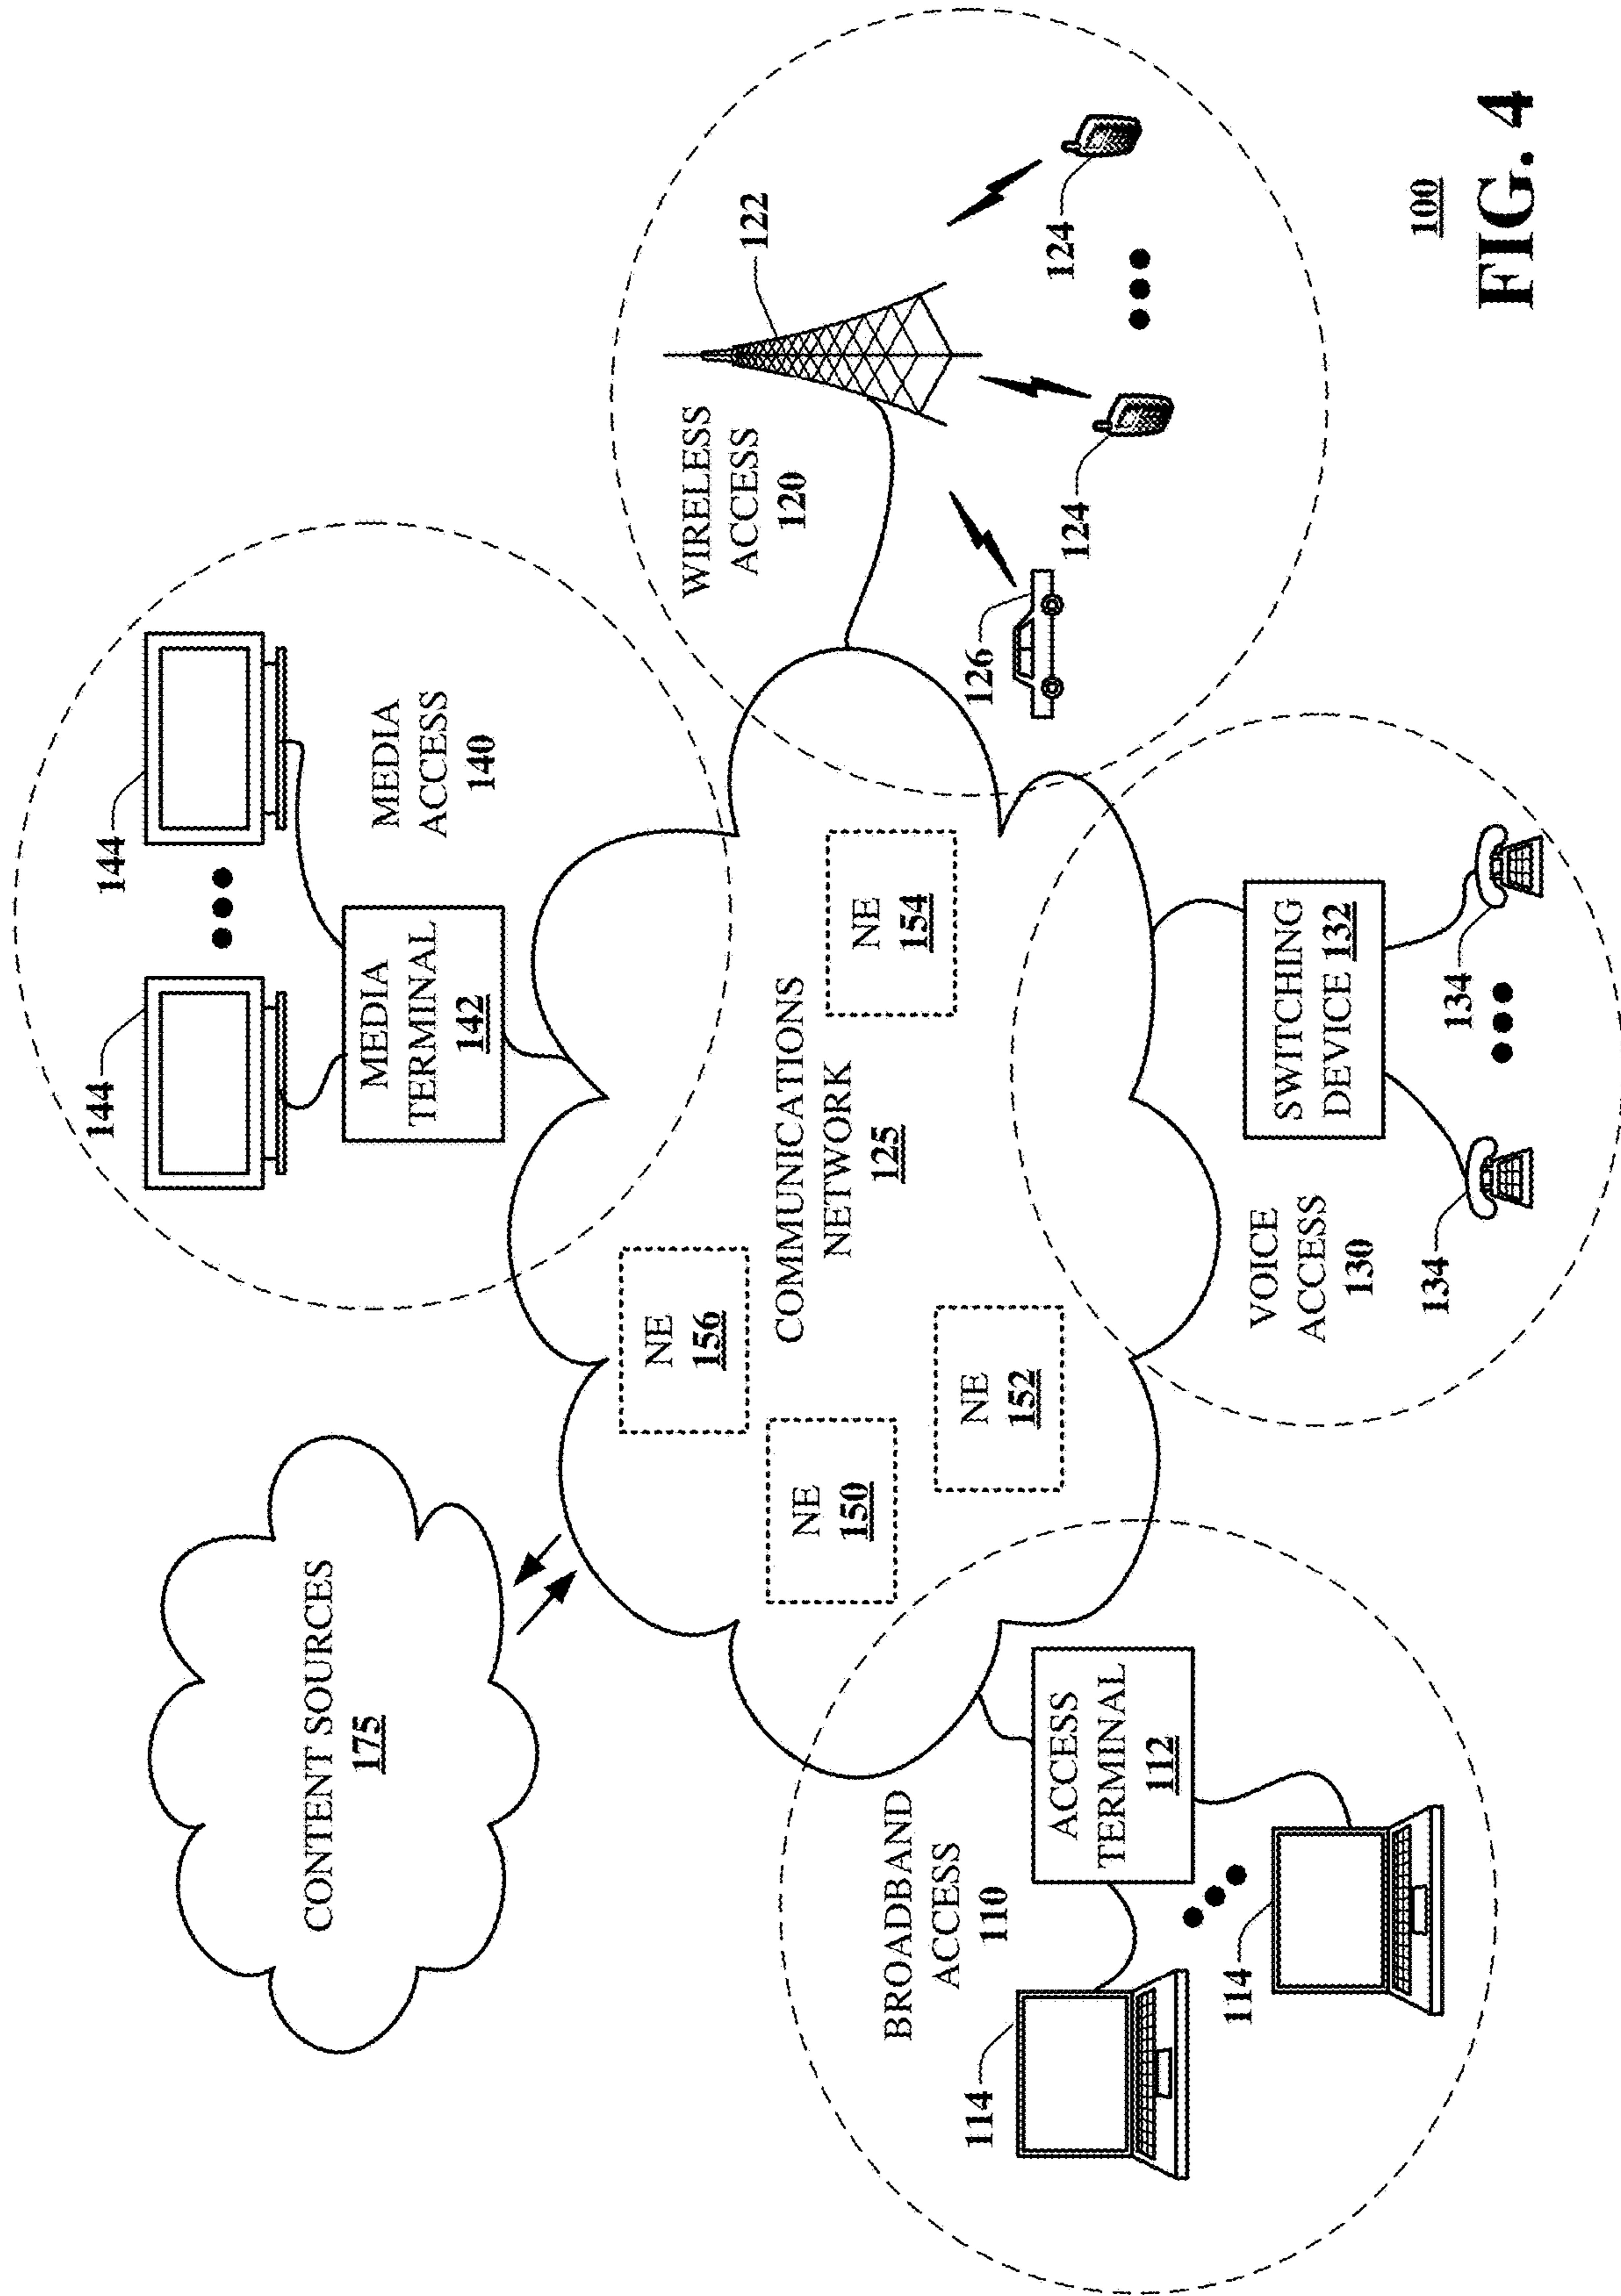 CONTENT SOURCES
175
144
144
MEDIA
TERMINAL
142
MEDIA
ACCESS
140
NE
156
NE
150
NE
152
COMMUNICATIONS
NETWORK
125
NE
154
WIRELESS
ACCESS
120
122
126
124
124
BROADBAND
ACCESS
110
ACCESS
TERMINAL
112
114
114
VOICE
ACCESS
130
SWITCHING
DEVICE 132
134
134
100
FIG. 4